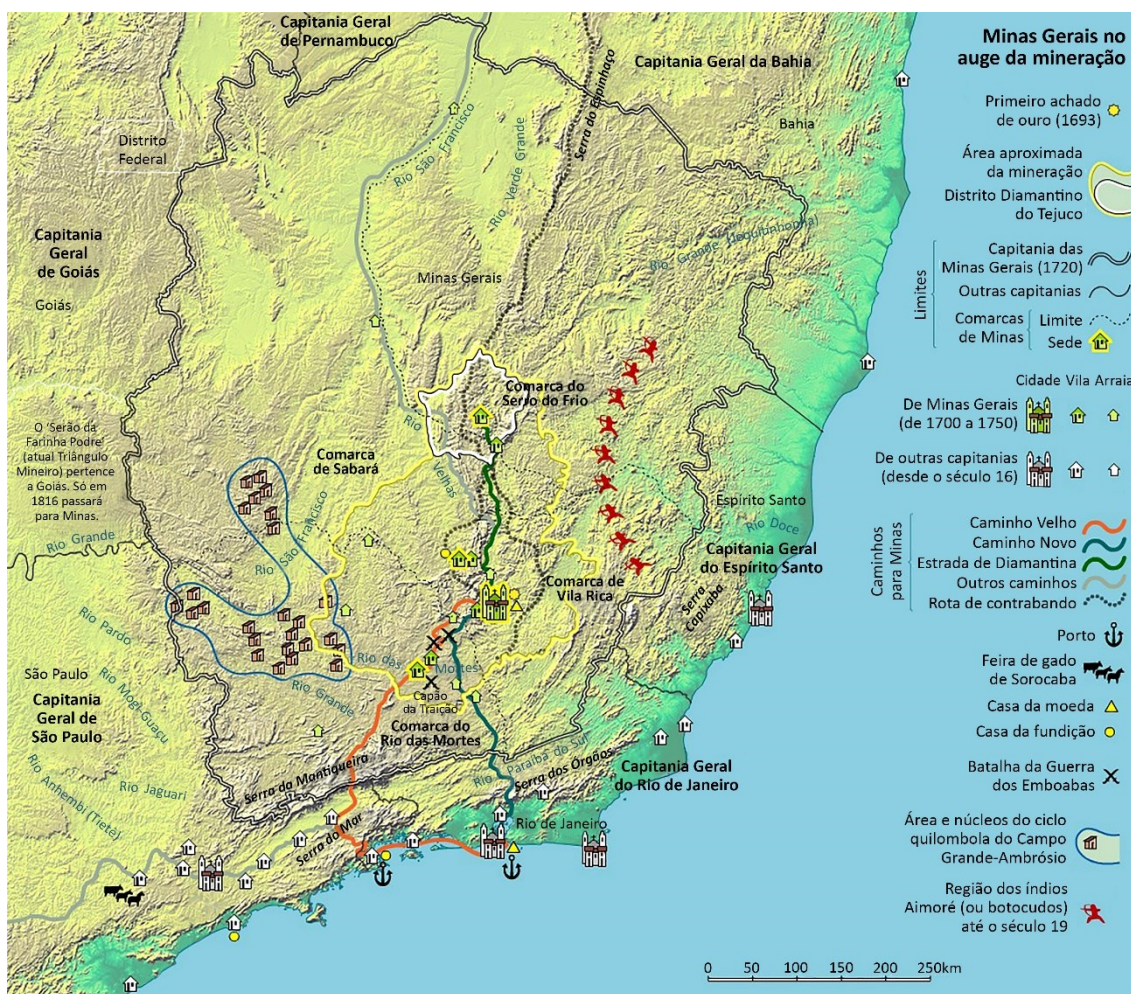 Capitania Geral
de Pernambuco
Capitania Geral da Bahia
Serra do Espinhaço
Bahia
Distrito
Federal
Rio São Francisco
Rio Verde Grande
Capitania
Geral
de Goiás
Goiás
Minas Gerais
Rio Grande (Jequitinhonha)
Comarca do
Serro do Frio
Rio
Velhas
O 'Serão da
Farinha Podre'
(atual Triângulo
Mineiro) pertence
a Goiás. Só em
1816 passará
para Minas.
Comarca
de Sabará
Rio São Francisco
Rio Grande
Espírito Santo
Rio Doce
Capitania Geral
do Espírito Santo
Serra
Capixaba
Comarca de
Vila Rica
Rio Pardo
São Paulo
Capitania
Geral de
São Paulo
Rio Mogi-Guaçu
Rio das Mortes
Rio Grande
Capão
da Traição
Comarca do
Rio das Mortes
Serra da Mantiqueira
Rio Paraíba do Sul
Serra dos Órgãos
Capitania Geral
do Rio de Janeiro
Rio Jaguari
Rio Anhembi (Tietê)
Serra do Mar
Rio de Janeiro
Minas Gerais no
auge da mineração
Primeiro achado
de ouro (1693)
Área aproximada
da mineração
Distrito Diamantino
do Tejuco
Limites
Capitania das
Minas Gerais (1720)
Outras capitanias
Comarcas
de Minas
Limite
Sede
Cidade Vila Arraia
De Minas Gerais
(de 1700 a 1750)
De outras capitanias
(desde o século 16)
Caminhos
para Minas
Caminho Velho
Caminho Novo
Estrada de Diamantina
Outros caminhos
Rota de contrabando
Porto
Feira de gado
de Sorocaba
Casa da moeda
Casa da fundição
Batalha da Guerra
dos Emboabas
Área e núcleos do ciclo
quilombola do Campo
Grande-Ambrósio
Região dos índios
Aimoré (ou botocudos)
até o século 19
0 50 100 150 200 250km